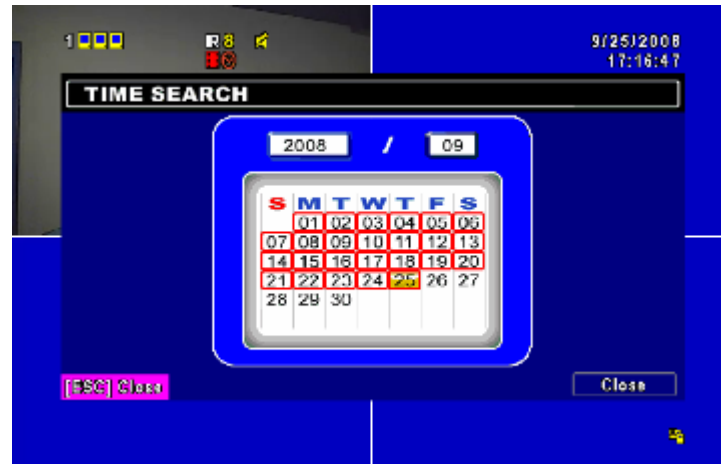 1 R 8 9/25/2008
17:16:47
TIME SEARCH
2008 / 09
S M T W T F S
01 02 03 04 05 06
07 08 09 10 11 12 13
14 15 16 17 18 19 20
21 22 23 24 25 26 27
28 29 30
[ESC] Close Close